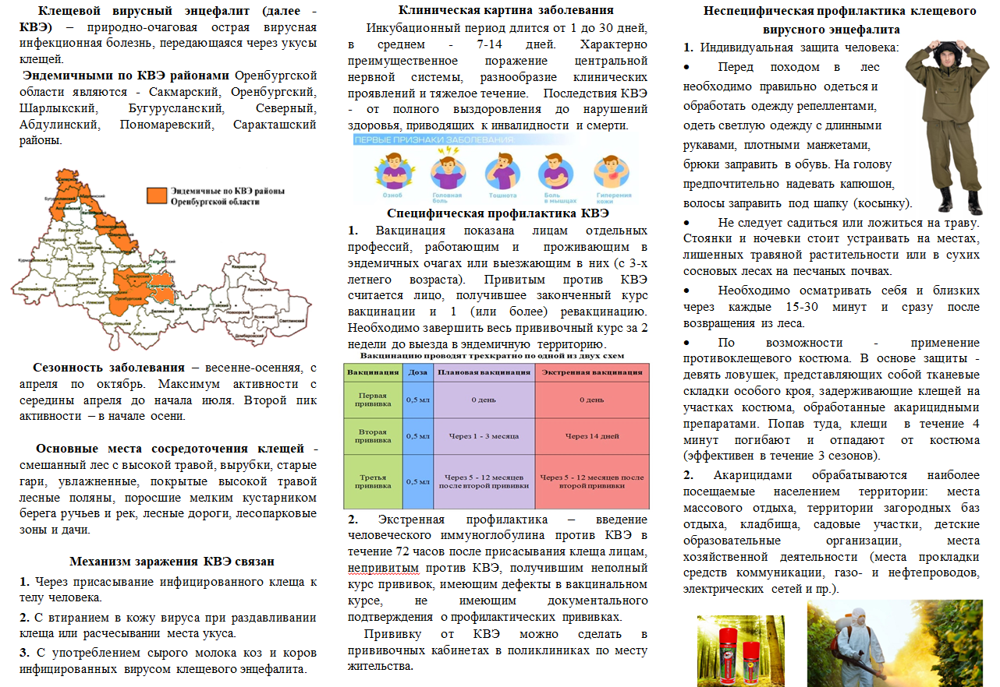 Клещевой вирусный энцефалит (далее -
КВЭ) – природно-очаговая острая вирусная
инфекционная болезнь, передающаяся через укусы
клещей.
Эндемичными по КВЭ районами Оренбургской
области являются - Сакмарский, Оренбургский,
Шарлыкский, Бугурусланский, Северный,
Абдулинский, Пономаревский, Саракташский
районы.
Эндемичные по КВЭ районы
Оренбургской области
Сезонность заболевания – весенне-осенняя, с
апреля по октябрь. Максимум активности с
середины апреля до начала июля. Второй пик
активности – в начале осени.
Основные места сосредоточения клещей -
смешанный лес с высокой травой, вырубки, старые
гари, увлажненные, покрытые высокой травой
лесные поляны, поросшие мелким кустарником
берега ручьев и рек, лесные дороги, лесопарковые
зоны и дачи.
Механизм заражения КВЭ связан
1. Через присасывание инфицированного клеща к
телу человека.
2. С втиранием в кожу вируса при раздавливании
клеща или расчесывании места укуса.
3. С употреблением сырого молока коз и коров
инфицированных вирусом клещевого энцефалита.
Клиническая картина заболевания
Инкубационный период длится от 1 до 30 дней,
в среднем - 7-14 дней. Характерно
преимущественное поражение центральной
нервной системы, разнообразие клинических
проявлений и тяжелое течение. Последствия КВЭ
- от полного выздоровления до нарушений
здоровья, приводящих к инвалидности и смерти.
ПЕРВЫЕ ПРИЗНАКИ ЗАБОЛЕВАНИЯ
Озноб
Головная
боль
Тошнота
Боль
в мышцах
Гиперемия
кожи
Специфическая профилактика КВЭ
1. Вакцинация показана лицам отдельных
профессий, работающим и проживающим в
эндемичных очагах или выезжающим в них (с 3-х
летнего возраста). Привитым против КВЭ
считается лицо, получившее законченный курс
вакцинации и 1 (или более) ревакцинацию.
Необходимо завершить весь прививочный курс за 2
недели до выезда в эндемичную территорию.
Вакцинацию проводят трехкратно по одной из двух схем
Вакцинация Доза Плановая вакцинация Экстренная вакцинация
Первая
прививка 0,5 мл 0 день 0 день
Вторая
прививка 0,5 мл Через 1 - 3 месяца Через 14 дней
Третья
прививка 0,5 мл Через 5 - 12 месяцев
после второй прививки Через 5 - 12 месяцев после
второй прививки
2. Экстренная профилактика – введение
человеческого иммуноглобулина против КВЭ в
течение 72 часов после присасывания клеща лицам,
непривитым против КВЭ, получившим неполный
курс прививок, имеющим дефекты в вакцинальном
курсе, не имеющим документального
подтверждения о профилактических прививках.
Прививку от КВЭ можно сделать в
прививочных кабинетах в поликлиниках по месту
жительства.
Неспецифическая профилактика клещевого
вирусного энцефалита
1. Индивидуальная защита человека:
• Перед походом в лес
необходимо правильно одеться и
обработать одежду репеллентами,
одеть светлую одежду с длинными
рукавами, плотными манжетами,
брюки заправить в обувь. На голову
предпочтительно надевать капюшон,
волосы заправить под шапку (косынку).
• Не следует садиться или ложиться на траву.
Стоянки и ночевки стоит устраивать на местах,
лишенных травяной растительности или в сухих
сосновых лесах на песчаных почвах.
• Необходимо осматривать себя и близких
через каждые 15-30 минут и сразу после
возвращения из леса.
• По возможности - применение
противоклещевого костюма. В основе защиты -
девять ловушек, представляющих собой тканевые
складки особого кроя, задерживающие клещей на
участках костюма, обработанные акарицидными
препаратами. Попав туда, клещи в течение 4
минут погибают и отпадают от костюма
(эффективен в течение 3 сезонов).
2. Акарицидами обрабатываются наиболее
посещаемые населением территории: места
массового отдыха, территории загородных баз
отдыха, кладбища, садовые участки, детские
образовательные организации, места
хозяйственной деятельности (места прокладки
средств коммуникации, газо- и нефтепроводов,
электрических сетей и пр.).